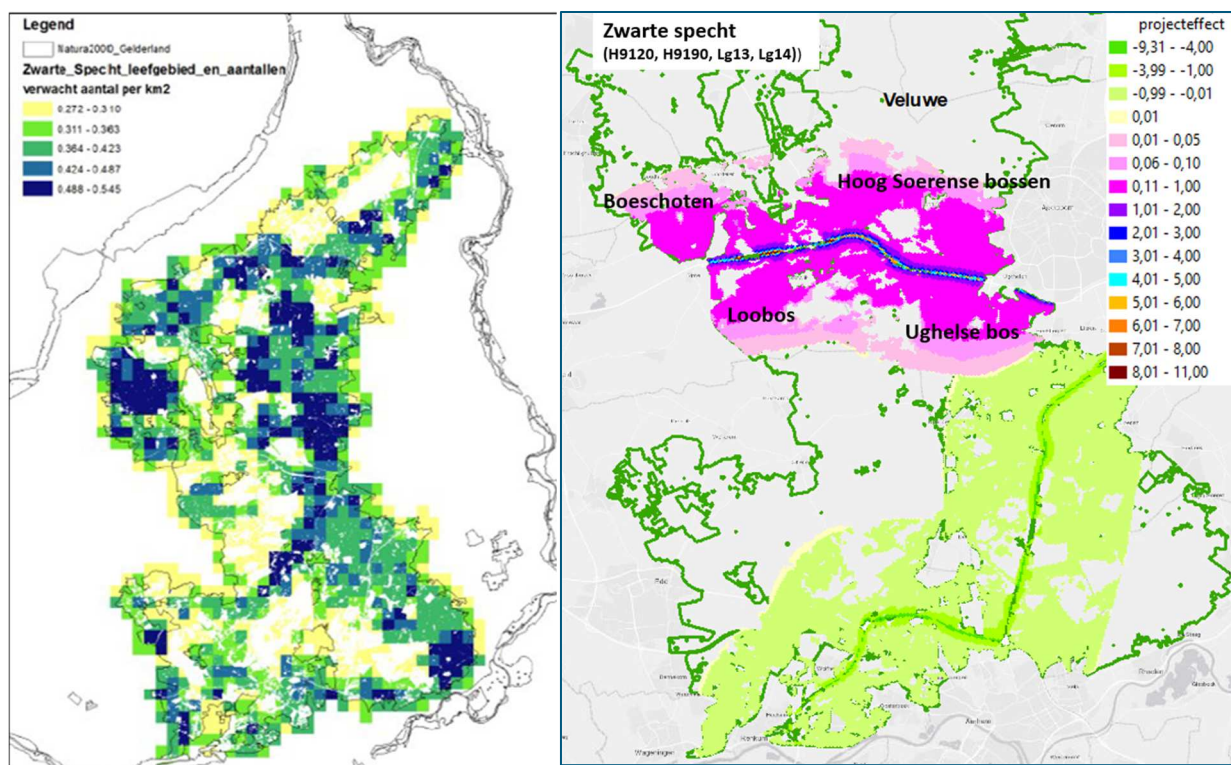 Legend
Natura2000_Gelderland
Zwarte_Specht_leefgebied_en_aantallen
verwacht aantal per km2
0.272 - 0.310
0.311 - 0.363
0.364 - 0.423
0.424 - 0.487
0.488 - 0.545
Zwarte specht
(H9120, H9190, Lg13, Lg14))
projecteffect
-9,31 - -4,00
-3,99 - -1,00
-0,99 - -0,01
0,01
0,01 - 0,05
0,06 - 0,10
0,11 - 1,00
1,01 - 2,00
2,01 - 3,00
3,01 - 4,00
4,01 - 5,00
5,01 - 6,00
6,01 - 7,00
7,01 - 8,00
8,01 - 11,00
Veluwe
Hoog Soerense bossen
Boeschoten
Apeldoorn
Loobos
Ughelse bos
Ede
Arnhem
Renkum
Wageningen